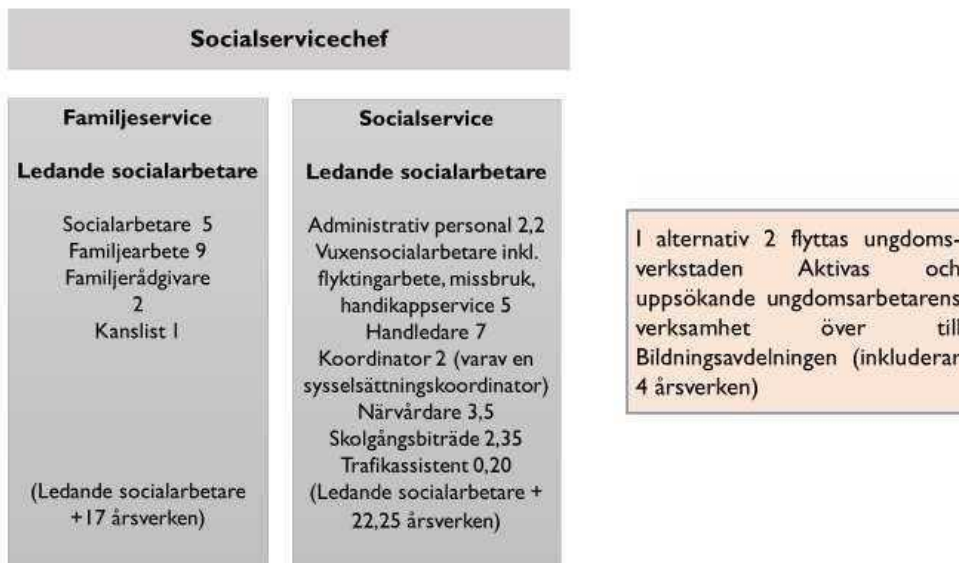 Socialservicechef
Familjeservice
Ledande socialarbetare
Socialarbetare 5
Familjearbete 9
Familjerådgivare
2
Kanslist 1
(Ledande socialarbetare
+17 årsverken)
Socialservice
Ledande socialarbetare
Administrativ personal 2,2
Vuxensocialarbetare inkl.
flyktingarbete, missbruk,
handikappservice 5
Handledare 7
Koordinator 2 (varav en
sysselsättningskoordinator)
Närvårdare 3,5
Skolgångsbiträde 2,35
Trafikassistent 0,20
(Ledande socialarbetare +
22,25 årsverken)
I alternativ 2 flyttas ungdoms-
verkstaden Aktivas och
uppsökande ungdomsarbetarens
verksamhet över till
Bildningsavdelningen (inkluderar
4 årsverken)